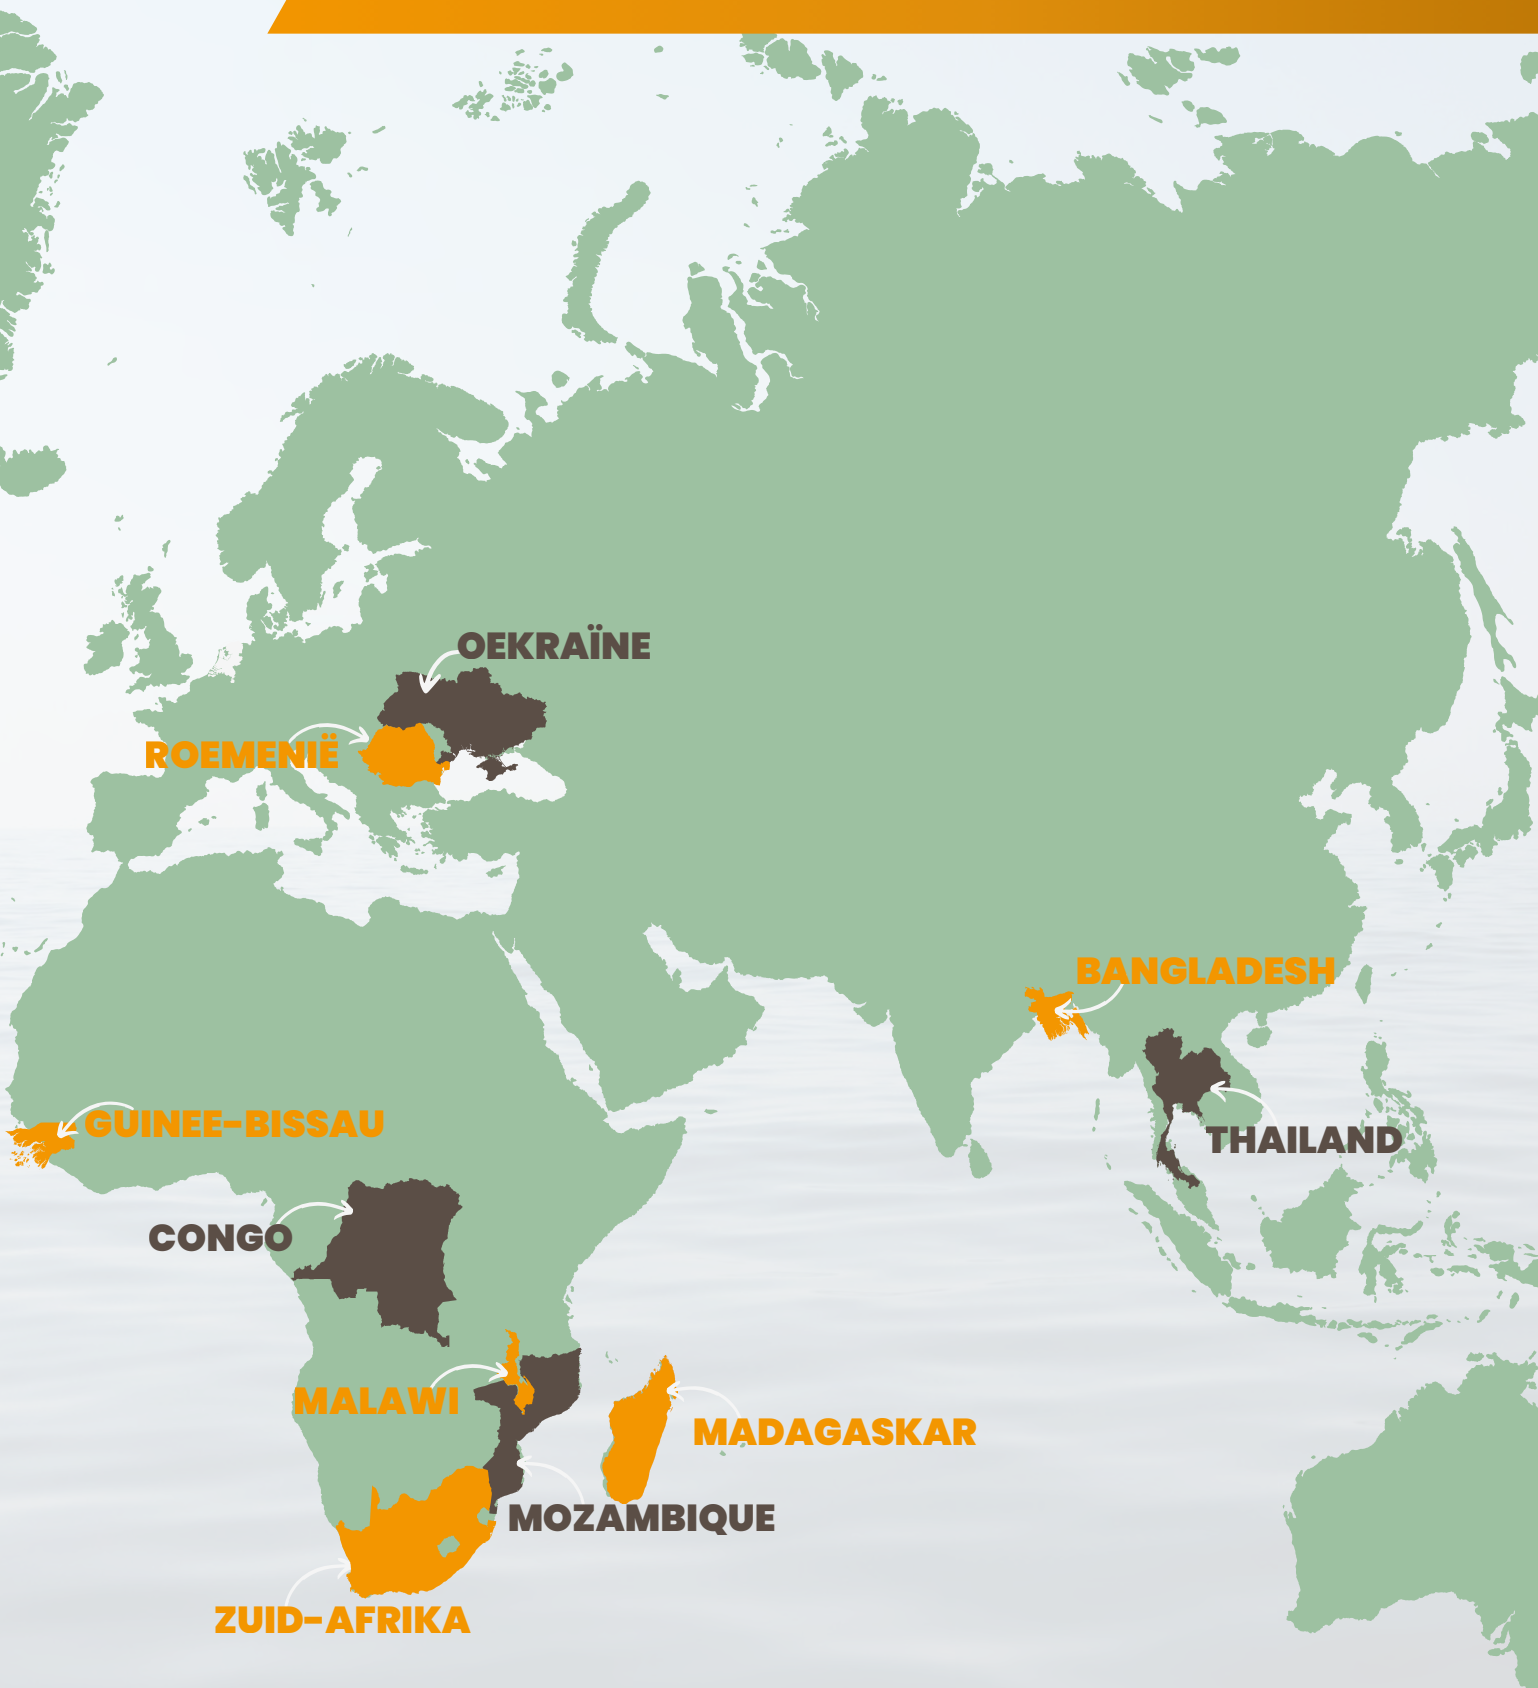 OEKRAÏNE
ROEMENIË
BANGLADESH
GUINEE-BISSAU
THAILAND
CONGO
MALAWI
MADAGASKAR
MOZAMBIQUE
ZUID-AFRIKA